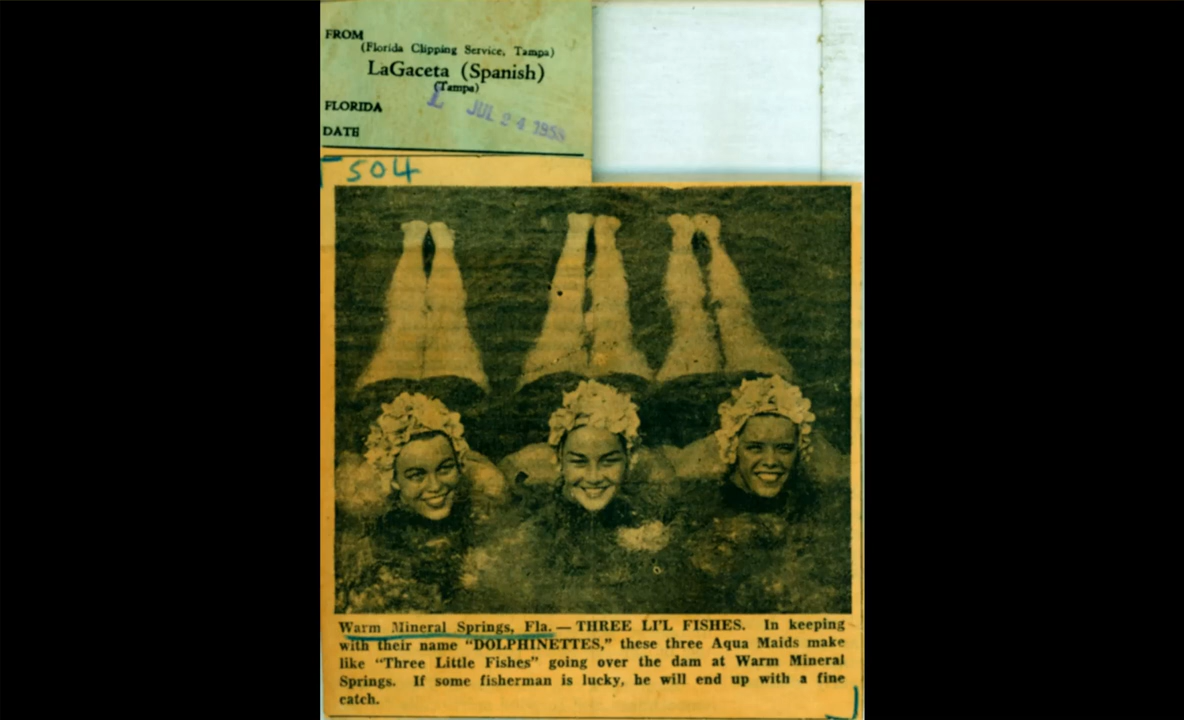 FROM
(Florida Clipping Service, Tampa)
LaGaceta (Spanish)
(Tampa)
FLORIDA
L JUL 24 1958
DATE
504
Warm Mineral Springs, Fla. — THREE LI'L FISHES. In keeping
with their name "DOLPHINETTES," these three Aqua Maids make
like "Three Little Fishes" going over the dam at Warm Mineral
Springs. If some fisherman is lucky, he will end up with a fine
catch.